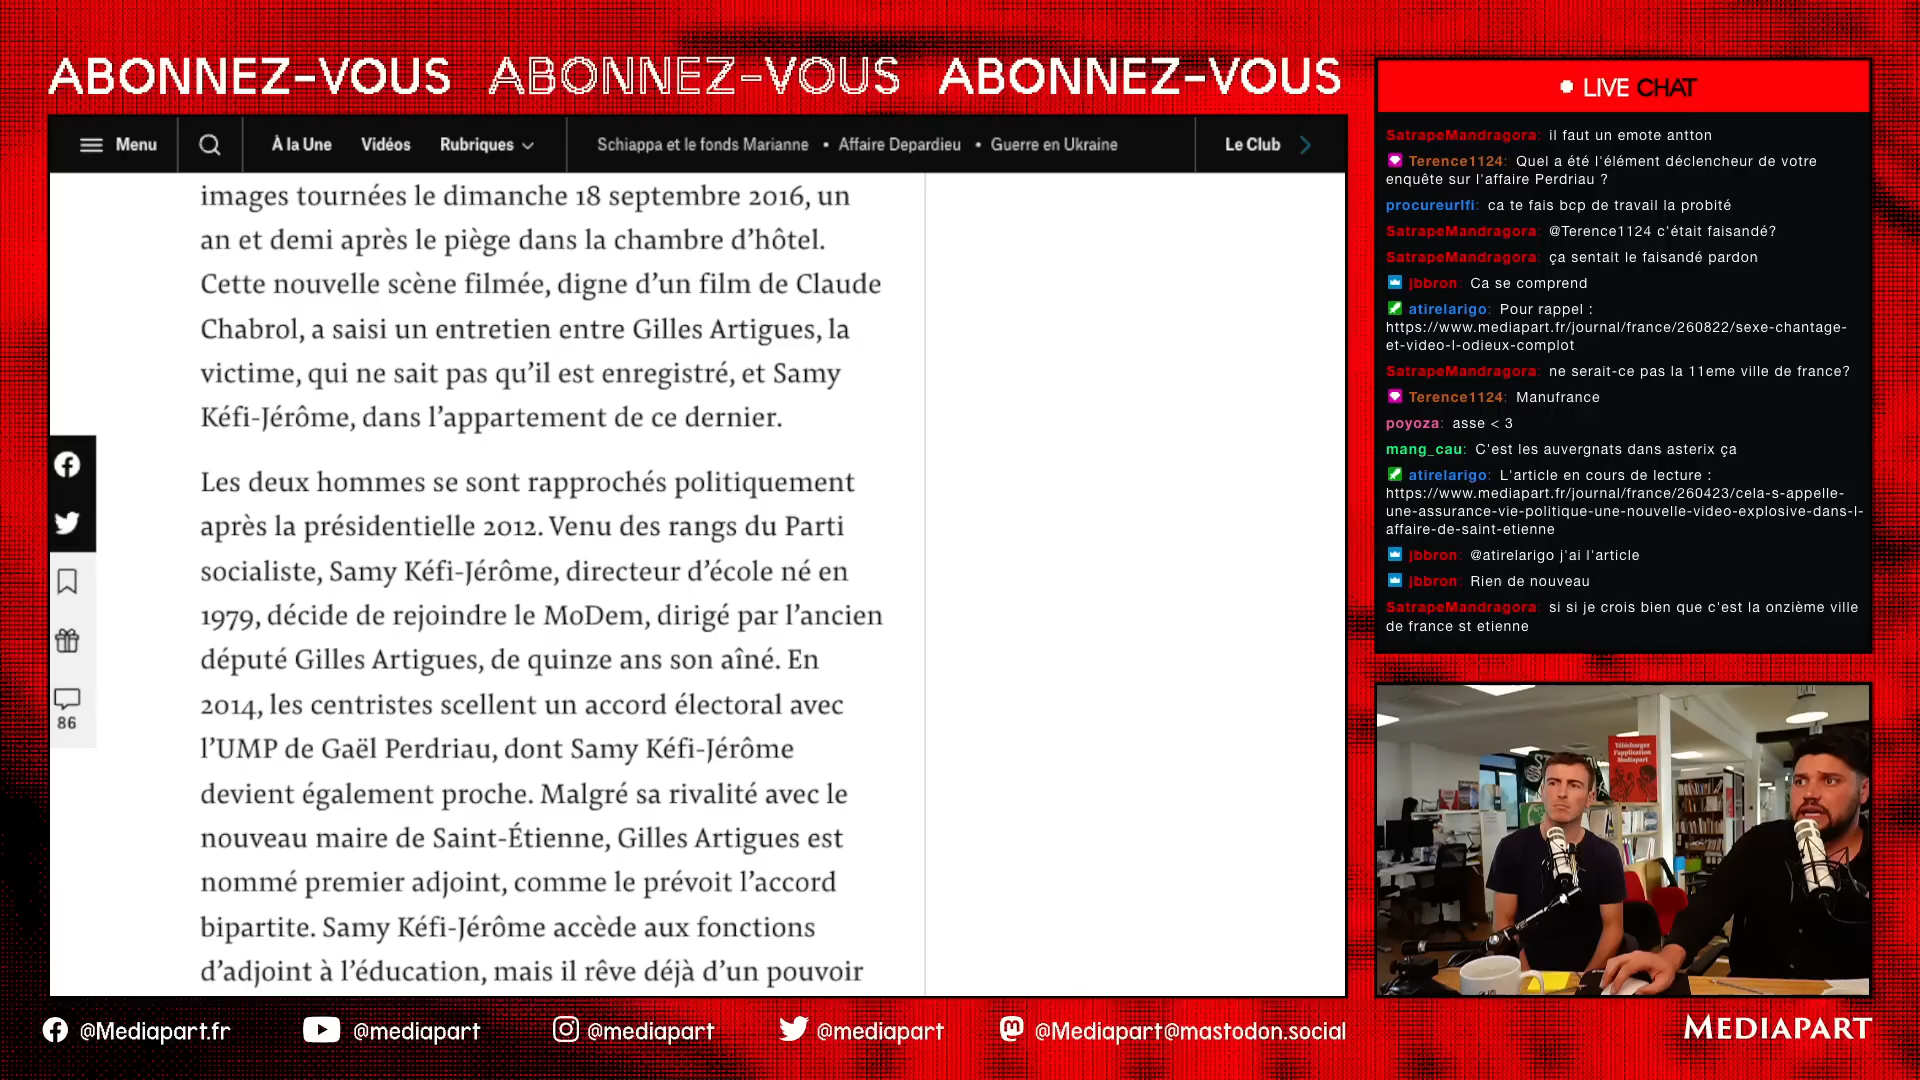 ABONNEZ-VOUS ABONNEZ-VOUS ABONNEZ-VOUS
Menu
À la Une Vidéos Rubriques
Schiappa et le fonds Marianne • Affaire Depardieu • Guerre en Ukraine
Le Club
images tournées le dimanche 18 septembre 2016, un
an et demi après le piège dans la chambre d’hôtel.
Cette nouvelle scène filmée, digne d’un film de Claude
Chabrol, a saisi un entretien entre Gilles Artigues, la
victime, qui ne sait pas qu’il est enregistré, et Samy
Kéfi-Jérôme, dans l’appartement de ce dernier.
Les deux hommes se sont rapprochés politiquement
après la présidentielle 2012. Venu des rangs du Parti
socialiste, Samy Kéfi-Jérôme, directeur d’école né en
1979, décide de rejoindre le MoDem, dirigé par l’ancien
député Gilles Artigues, de quinze ans son aîné. En
2014, les centristes scellent un accord électoral avec
l’UMP de Gaël Perdriau, dont Samy Kéfi-Jérôme
devient également proche. Malgré sa rivalité avec le
nouveau maire de Saint-Étienne, Gilles Artigues est
nommé premier adjoint, comme le prévoit l’accord
bipartite. Samy Kéfi-Jérôme accède aux fonctions
d’adjoint à l’éducation, mais il rêve déjà d’un pouvoir
86
LIVE CHAT
SatrapeMandragora: il faut un emote antton
Terence1124: Quel a été l'élément déclencheur de votre
enquête sur l'affaire Perdriau ?
procureurlfi: ca te fais bcp de travail la probité
SatrapeMandragora: @Terence1124 c'était faisandé?
SatrapeMandragora: ça sentait le faisandé pardon
jbbron: Ca se comprend
atirelarigo: Pour rappel :
https://www.mediapart.fr/journal/france/260822/sexe-chantage-
et-video-l-odieux-complot
SatrapeMandragora: ne serait-ce pas la 11eme ville de france?
Terence1124: Manufrance
poyoza: asse < 3
mang_cau: C'est les auvergnats dans asterix ça
atirelarigo: L'article en cours de lecture :
https://www.mediapart.fr/journal/france/260423/cela-s-appelle-
une-assurance-vie-politique-une-nouvelle-video-explosive-dans-l-
affaire-de-saint-etienne
jbbron: @atirelarigo j'ai l'article
jbbron: Rien de nouveau
SatrapeMandragora: si si je crois bien que c'est la onzième ville
de france st etienne
Téléchargez
l'application
Mediapart
@Mediapart.fr
@mediapart
@mediapart
@mediapart
@Mediapart@mastodon.social
MEDIAPART